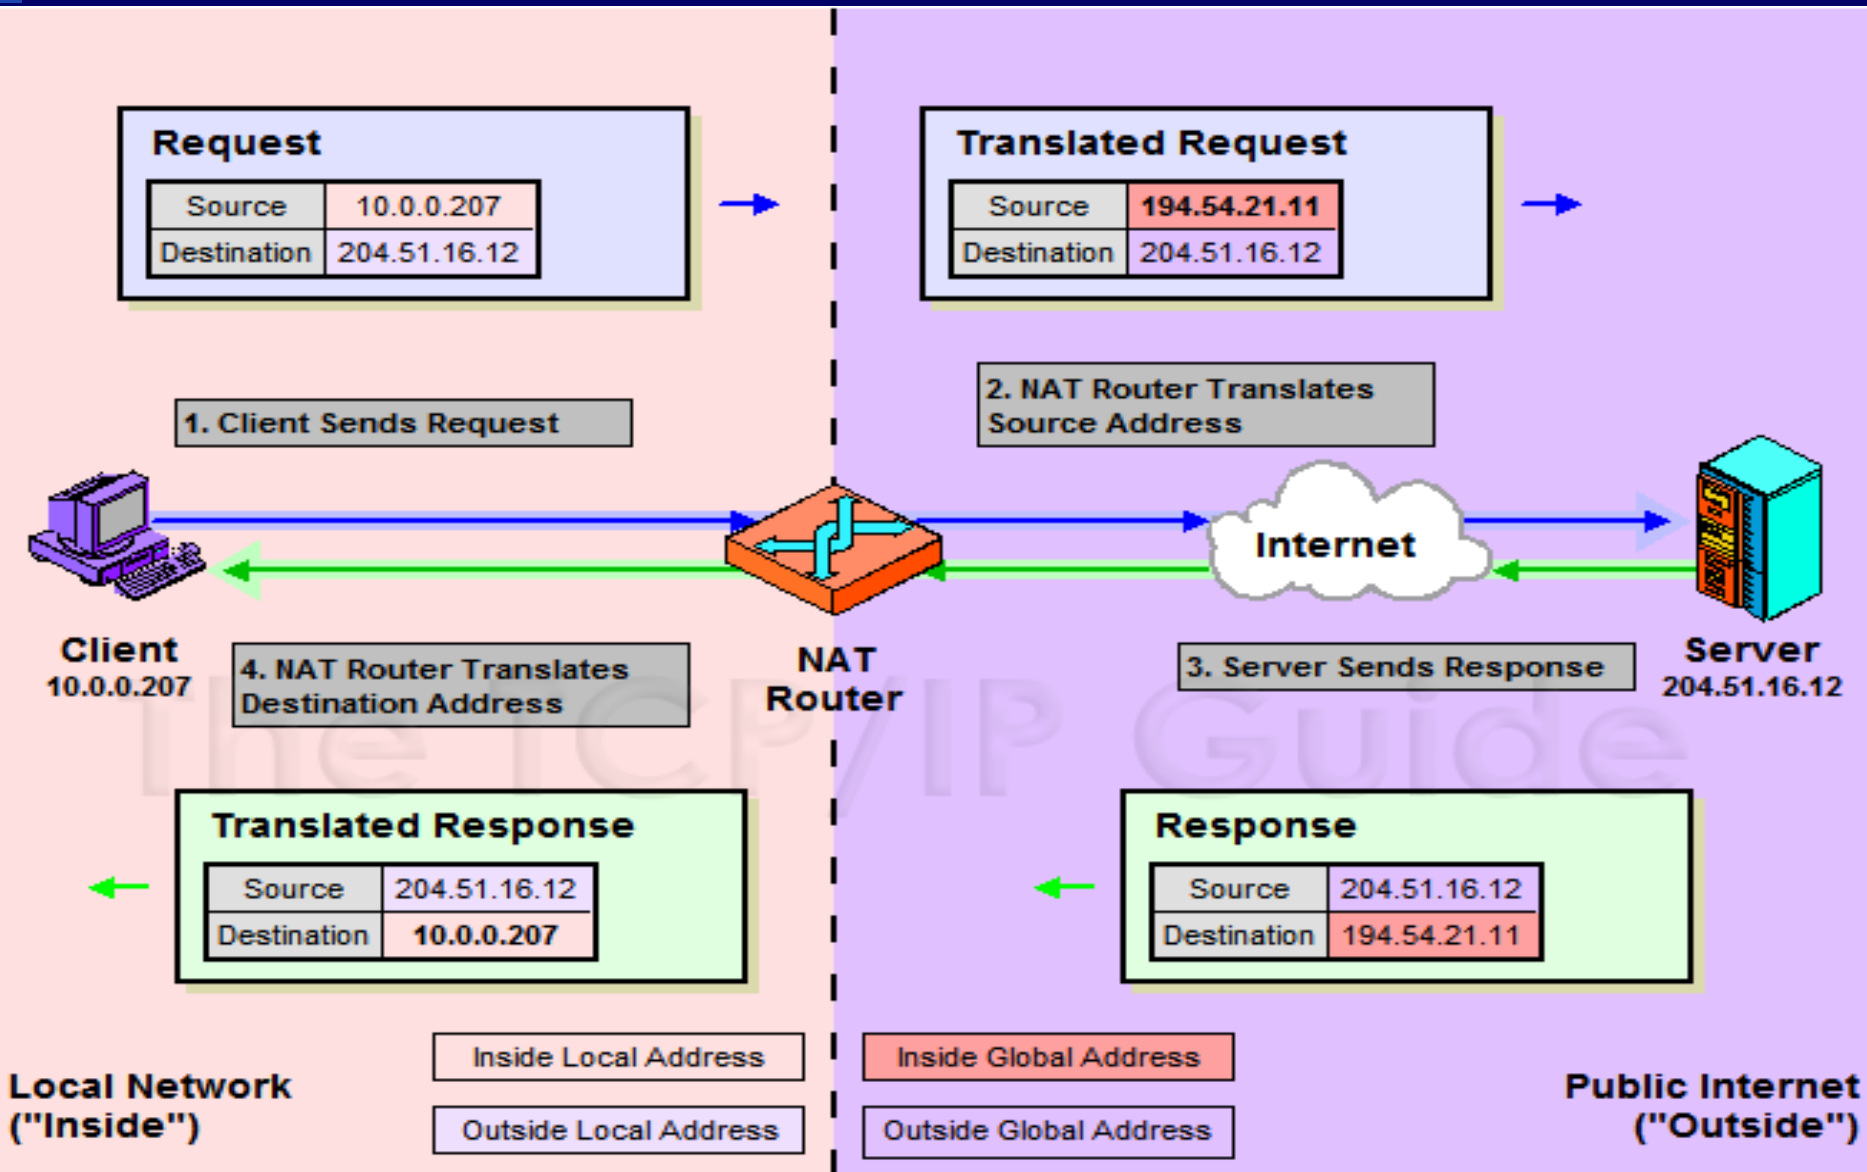 Request
Source 10.0.0.207
Destination 204.51.16.12
Translated Request
Source 194.54.21.11
Destination 204.51.16.12
1. Client Sends Request
2. NAT Router Translates
Source Address
Internet
Client
10.0.0.207
4. NAT Router Translates
Destination Address
NAT
Router
3. Server Sends Response
Server
204.51.16.12
The TCP/IP Guide
Translated Response
Source 204.51.16.12
Destination 10.0.0.207
Response
Source 204.51.16.12
Destination 194.54.21.11
Local Network
("Inside")
Inside Local Address
Outside Local Address
Inside Global Address
Outside Global Address
Public Internet
("Outside")